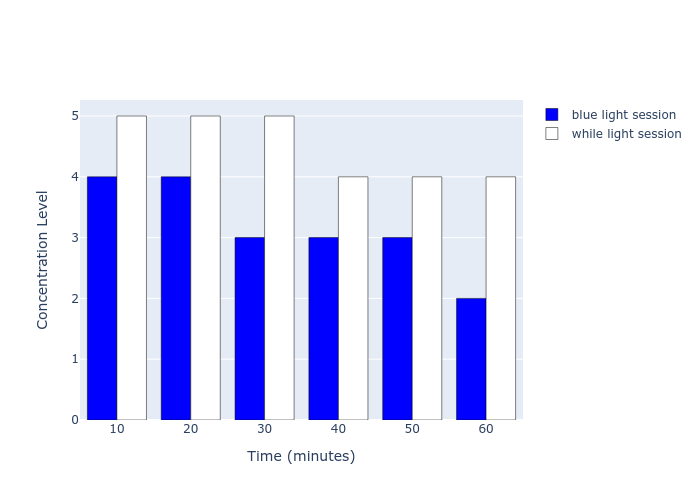 5
4
3
2
1
0
Concentration Level
10 20 30 40 50 60
Time (minutes)
blue light session
while light session